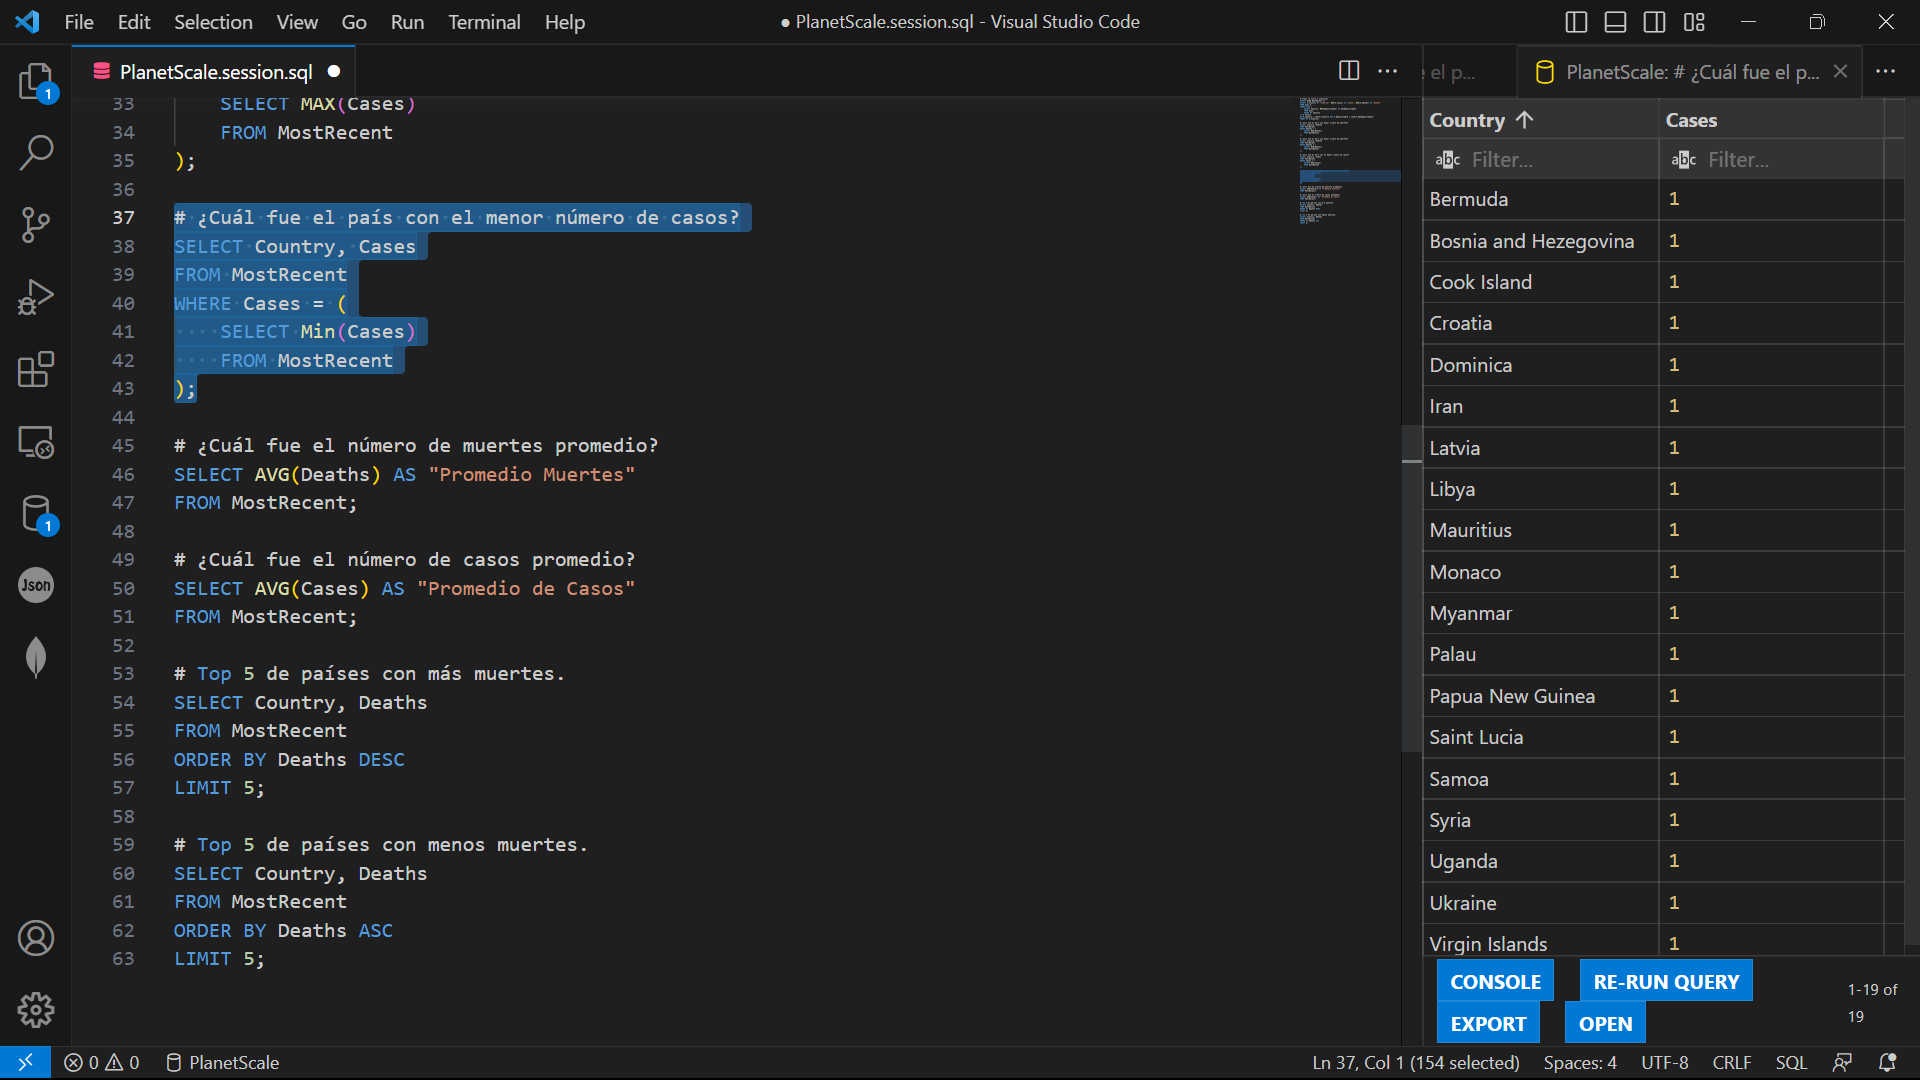 File Edit Selection View Go Run Terminal Help
● PlanetScale.session.sql - Visual Studio Code
PlanetScale.session.sql
33 SELECT MAX(Cases)
34 FROM MostRecent
35 );
36
37 # ¿Cuál fue el país con el menor número de casos?
38 SELECT Country, Cases
39 FROM MostRecent
40 WHERE Cases = (
41 SELECT Min(Cases)
42 FROM MostRecent
43 );
44
45 # ¿Cuál fue el número de muertes promedio?
46 SELECT AVG(Deaths) AS "Promedio Muertes"
47 FROM MostRecent;
48
49 # ¿Cuál fue el número de casos promedio?
50 SELECT AVG(Cases) AS "Promedio de Casos"
51 FROM MostRecent;
52
53 # Top 5 de países con más muertes.
54 SELECT Country, Deaths
55 FROM MostRecent
56 ORDER BY Deaths DESC
57 LIMIT 5;
58
59 # Top 5 de países con menos muertes.
60 SELECT Country, Deaths
61 FROM MostRecent
62 ORDER BY Deaths ASC
63 LIMIT 5;
1
1
Json
el p...
PlanetScale: # ¿Cuál fue el p...
Country Cases
abc Filter... abc Filter...
Bermuda 1
Bosnia and Hezegovina 1
Cook Island 1
Croatia 1
Dominica 1
Iran 1
Latvia 1
Libya 1
Mauritius 1
Monaco 1
Myanmar 1
Palau 1
Papua New Guinea 1
Saint Lucia 1
Samoa 1
Syria 1
Uganda 1
Ukraine 1
Virgin Islands 1
CONSOLE RE-RUN QUERY
EXPORT OPEN
1-19 of
19
0 0 PlanetScale
Ln 37, Col 1 (154 selected) Spaces: 4 UTF-8 CRLF SQL